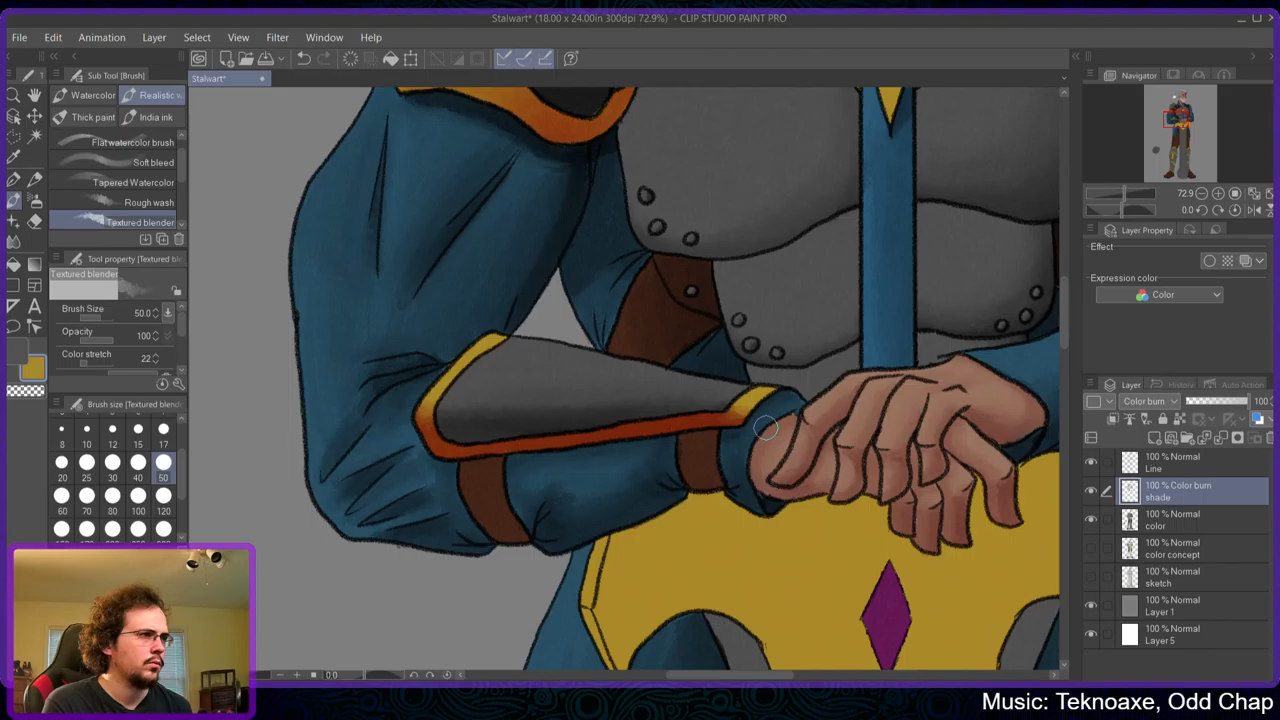 Stalwart* (18.00 x 24.00in 300dpi 72.9%) - CLIP STUDIO PAINT PRO
File Edit Animation Layer Select View Filter Window Help
Sub Tool [Brush]
Stalwart*
Navigator
Watercolor
Realistic w
Thick paint
India ink
Flat watercolor brush
Soft bleed
Tapered Watercolor
Rough wash
Textured blender
Tool property [Textured blend
Textured blender
Brush Size 50.0
Opacity 100
Color stretch 22
Brush size [Textured blend
8 10 12 15 17
20 25 30 40 50
60 70 80 100 120
72.9
0.0
Layer Property
Effect
Expression color
Color
Layer History Auto Action
Color burn 100
100 % Normal
Line
100 % Color burn
shade
100 % Normal
color
100 % Normal
color concept
100 % Normal
sketch
100 % Normal
Layer 1
100 % Normal
Layer 5
Music: Teknoaxe, Odd Chap